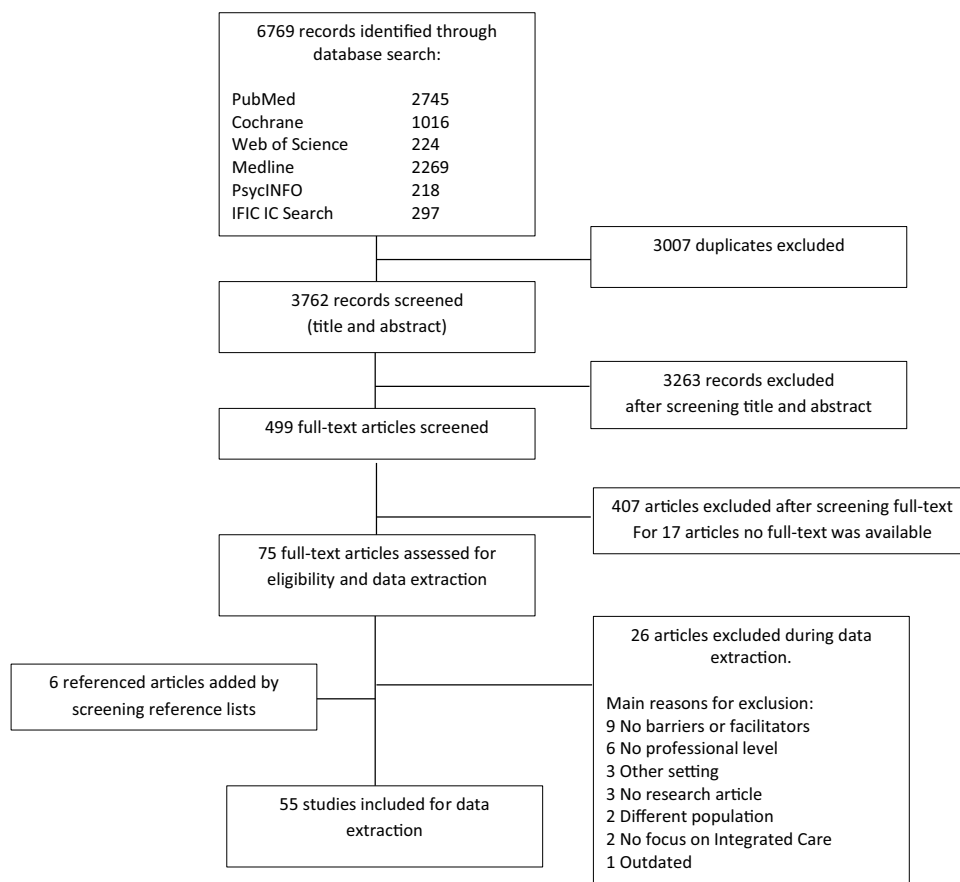 6769 records identified through
database search:
PubMed 2745
Cochrane 1016
Web of Science 224
Medline 2269
PsycINFO 218
IFIC IC Search 297
3007 duplicates excluded
3762 records screened
(title and abstract)
3263 records excluded
after screening title and abstract
499 full-text articles screened
407 articles excluded after screening full-text
For 17 articles no full-text was available
75 full-text articles assessed for
eligibility and data extraction
26 articles excluded during data
extraction.
Main reasons for exclusion:
9 No barriers or facilitators
6 No professional level
3 Other setting
3 No research article
2 Different population
2 No focus on Integrated Care
1 Outdated
6 referenced articles added by
screening reference lists
55 studies included for data
extraction